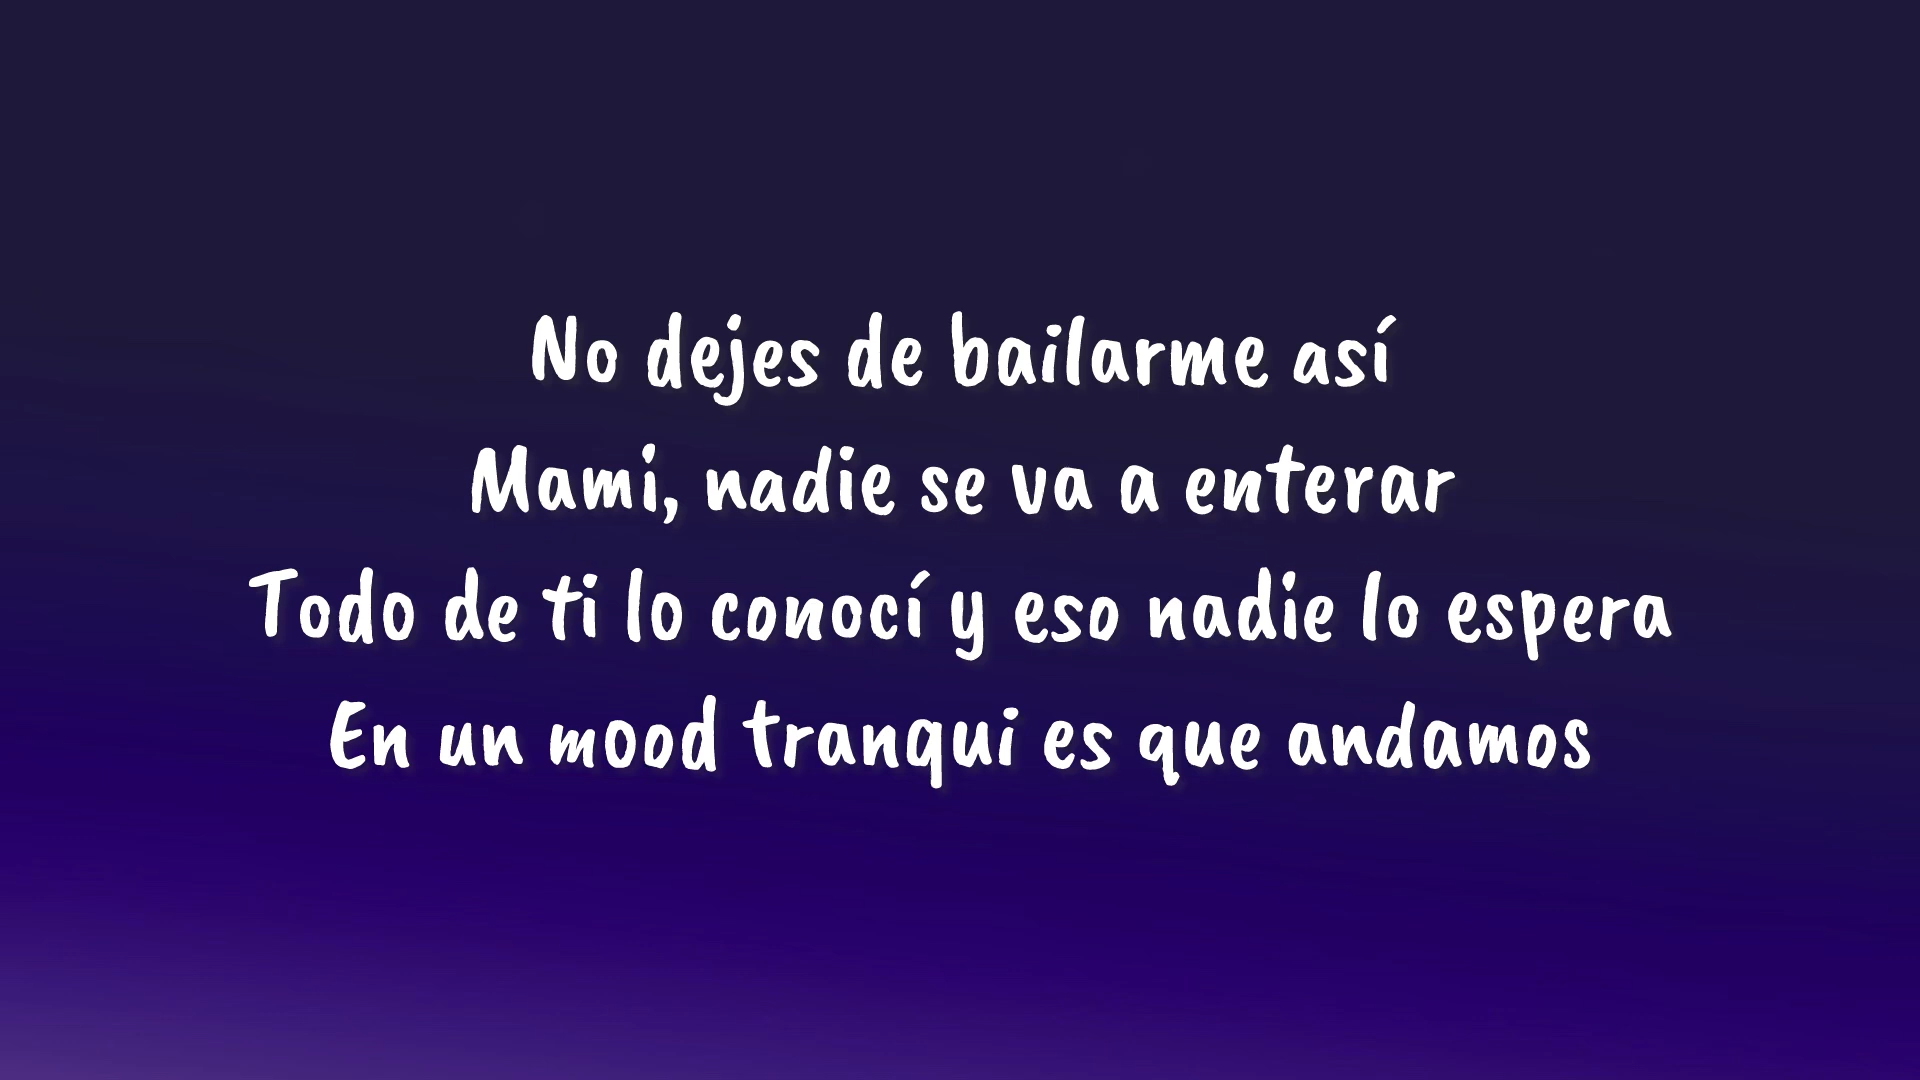 No dejes de bailarme así
Mami, nadie se va a enterar
Todo de ti lo conocí y eso nadie lo espera
En un mood tranqui es que andamos